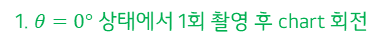 1. θ = 0° 상태에서 1회 촬영 후 chart 회전